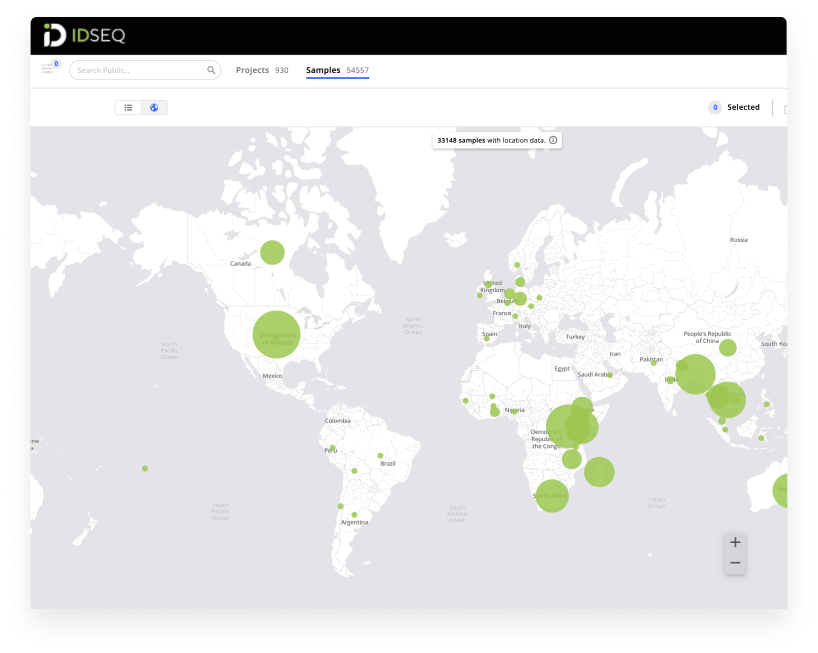 IDSEQ
0
Search Public...
Projects 930
Samples 54557
0 Selected
33148 samples with location data.
Russia
Canada
United
Kingdom
Belgium
France
North
Atlantic
Ocean
Italy
Spain
Turkey
People's Republic
of China
South Ko
North
Pacific
Ocean
United States
of America
Iran
Pakistan
Mexico
Egypt
Saudi Arab
India
Nigeria
Colombia
Democratic
Republic of
the Congo
ew
a
Peru
Brazil
South Africa
South
Pacific
Ocean
South
Atlantic
Ocean
Indian
Ocean
Argentina
+
−